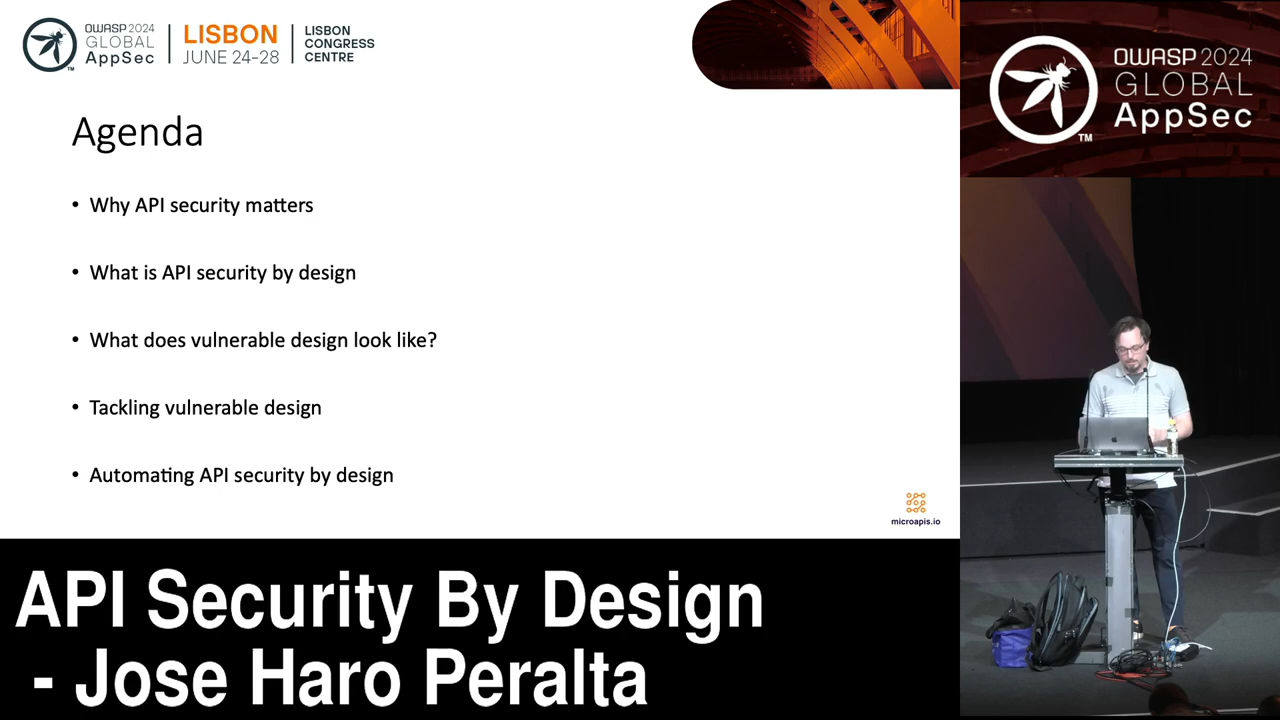 OWASP 2024
GLOBAL
AppSec
LISBON
JUNE 24-28
LISBON
CONGRESS
CENTRE
TM
Agenda
• Why API security matters
• What is API security by design
• What does vulnerable design look like?
• Tackling vulnerable design
• Automating API security by design
microapis.io
OWASP 2024
GLOBAL
AppSec
TM
API Security By Design
- Jose Haro Peralta